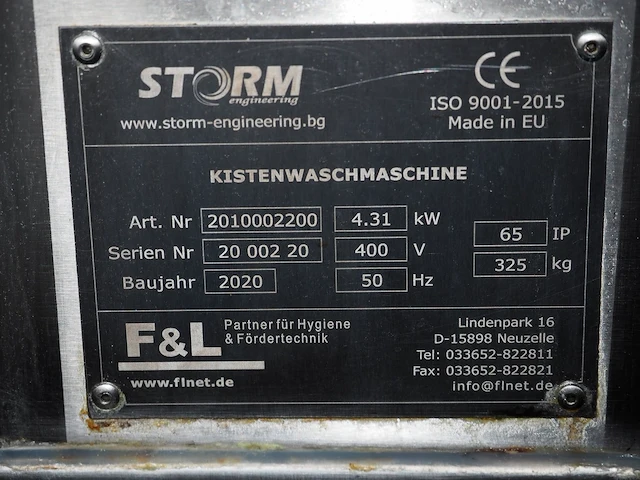 STORM
engineering
www.storm-engineering.bg
CE
ISO 9001-2015
Made in EU
KISTENWASCHMASCHINE
Art. Nr 2010002200 4.31 kW
Serien Nr 20 002 20 400 V
Baujahr 2020 50 Hz
65 IP
325 kg
F&L
Partner für Hygiene
& Fördertechnik
www.flnet.de
Lindenpark 16
D-15898 Neuzelle
Tel: 033652-822811
Fax: 033652-822821
info@flnet.de